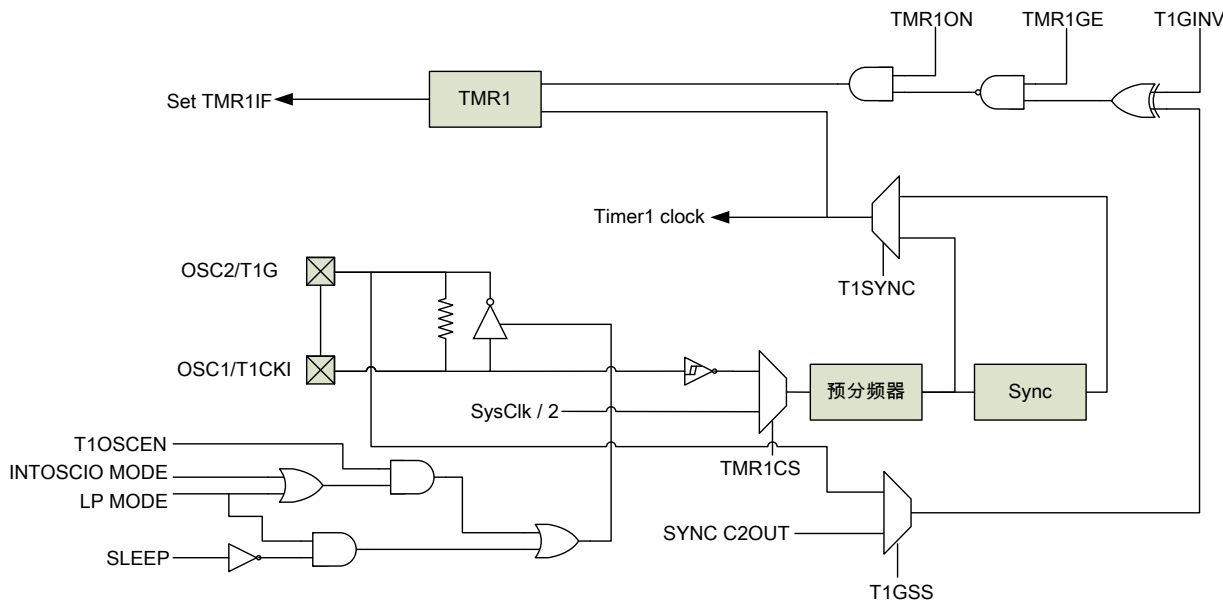 TMR1ON
TMR1GE
T1GINV
Set TMR1IF
TMR1
Timer1 clock
T1SYNC
OSC2/T1G
OSC1/T1CKI
SysClk / 2
预分频器
Sync
TMR1CS
T1OSCEN
INTOSCIO MODE
LP MODE
SLEEP
SYNC C2OUT
T1GSS